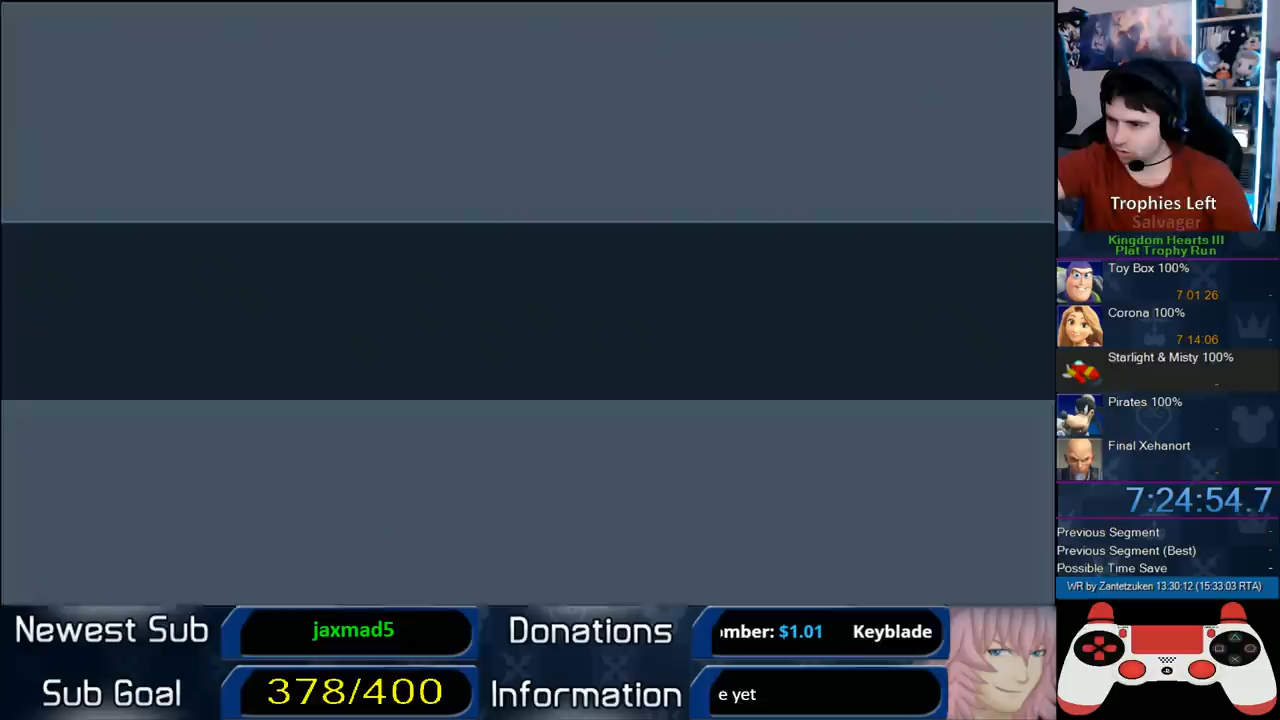 Trophies Left
Salvager
Kingdom Hearts III
Plat Trophy Run
Toy Box 100%
7 01 26 -
Corona 100%
7 14.06 -
Starlight & Misty 100%
-
Pirates 100%
-
Final Xehanort
-
7:24:54.7
Previous Segment -
Previous Segment (Best) -
Possible Time Save -
WR by Zantetzuken 13:30:12 (15:33:03 RTA)
Newest Sub jaxmad5 Donations mber: $1.01 Keyblade
Sub Goal 378/400 Information e yet